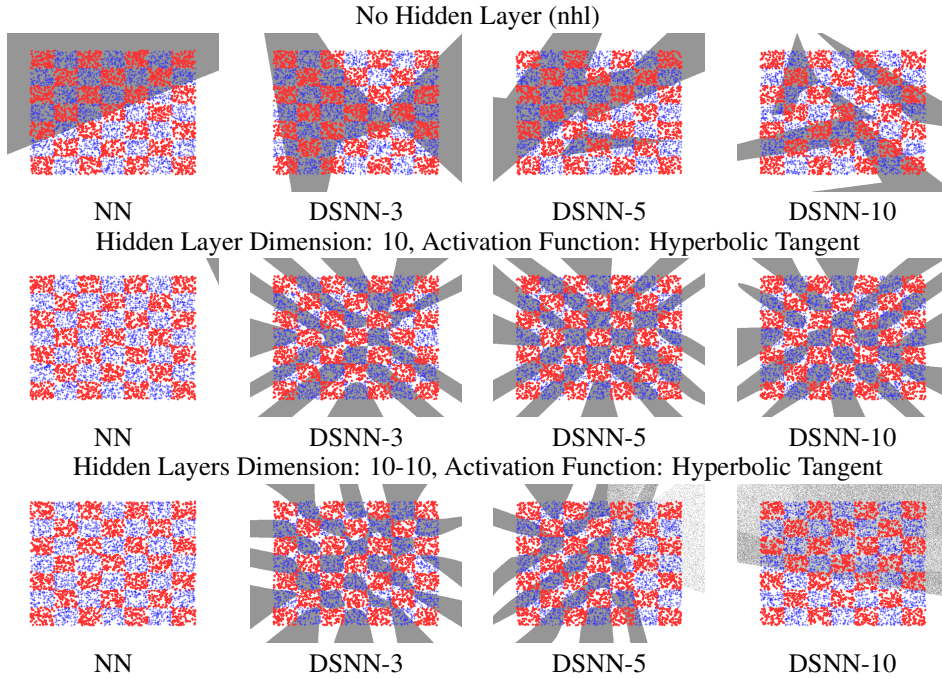 No Hidden Layer (nhl)
NN DSNN-3 DSNN-5 DSNN-10
Hidden Layer Dimension: 10, Activation Function: Hyperbolic Tangent
NN DSNN-3 DSNN-5 DSNN-10
Hidden Layers Dimension: 10-10, Activation Function: Hyperbolic Tangent
NN DSNN-3 DSNN-5 DSNN-10